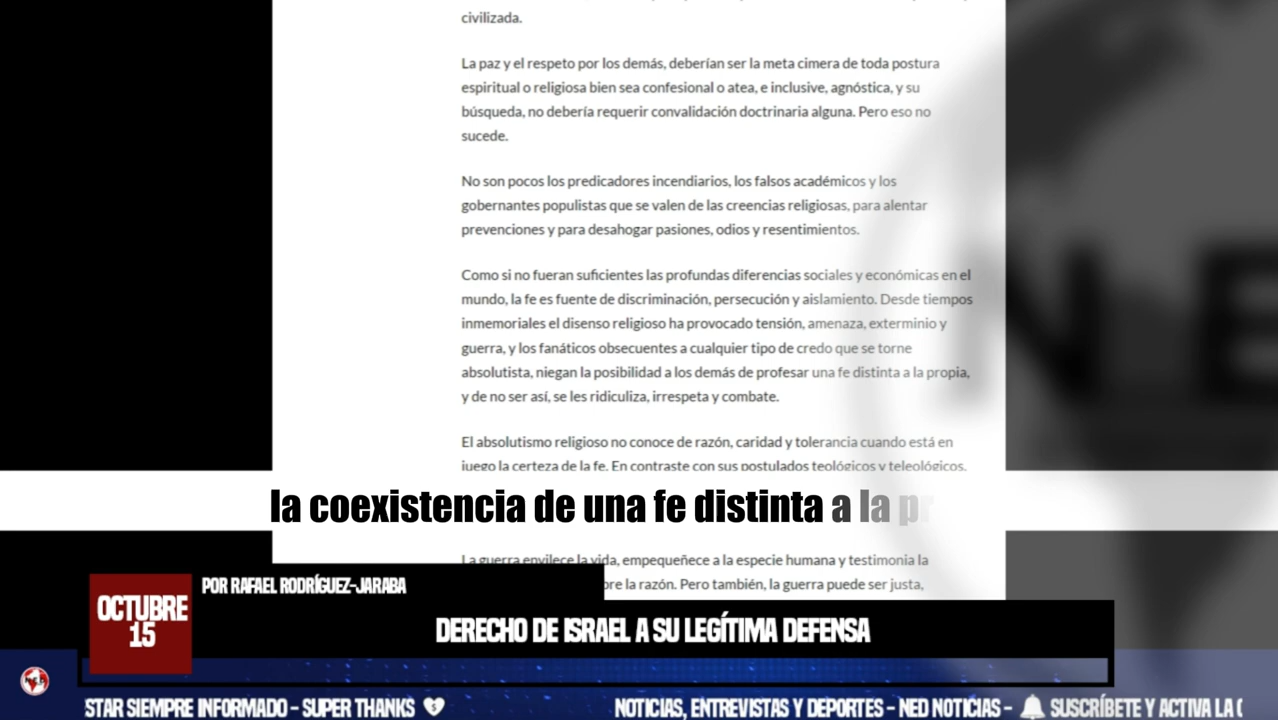 civilizada.
La paz y el respeto por los demás, deberían ser la meta cimera de toda postura
espiritual o religiosa bien sea confesional o atea, e inclusive, agnóstica, y su
búsqueda, no debería requerir convalidación doctrinaria alguna. Pero eso no
sucede.
No son pocos los predicadores incendiarios, los falsos académicos y los
gobernantes populistas que se valen de las creencias religiosas, para alentar
prevenciones y para desahogar pasiones, odios y resentimientos.
Como si no fueran suficientes las profundas diferencias sociales y económicas en el
mundo, la fe es fuente de discriminación, persecución y aislamiento. Desde tiempos
inmemoriales el disenso religioso ha provocado tensión, amenaza, exterminio y
guerra, y los fanáticos obsecuentes a cualquier tipo de credo que se torne
absolutista, niegan la posibilidad a los demás de profesar una fe distinta a la propia,
y de no ser así, se les ridiculiza, irrespeta y combate.
El absolutismo religioso no conoce de razón, caridad y tolerancia cuando está en
juego la certeza de la fe. En contraste con sus postulados teológicos y teleológicos,
la coexistencia de una fe distinta a la pr
La guerra envilece la vida, empequeñece a la especie humana y testimonia la
re la razón. Pero también, la guerra puede ser justa,
POR RAFAEL RODRÍGUEZ-JARABA
OCTUBRE
15
DERECHO DE ISRAEL A SU LEGÍTIMA DEFENSA
STAR SIEMPRE INFORMADO - SUPER THANKS
NOTICIAS, ENTREVISTAS Y DEPORTES - NED NOTICIAS -
SUSCRÍBETE Y ACTIVA LA
N E